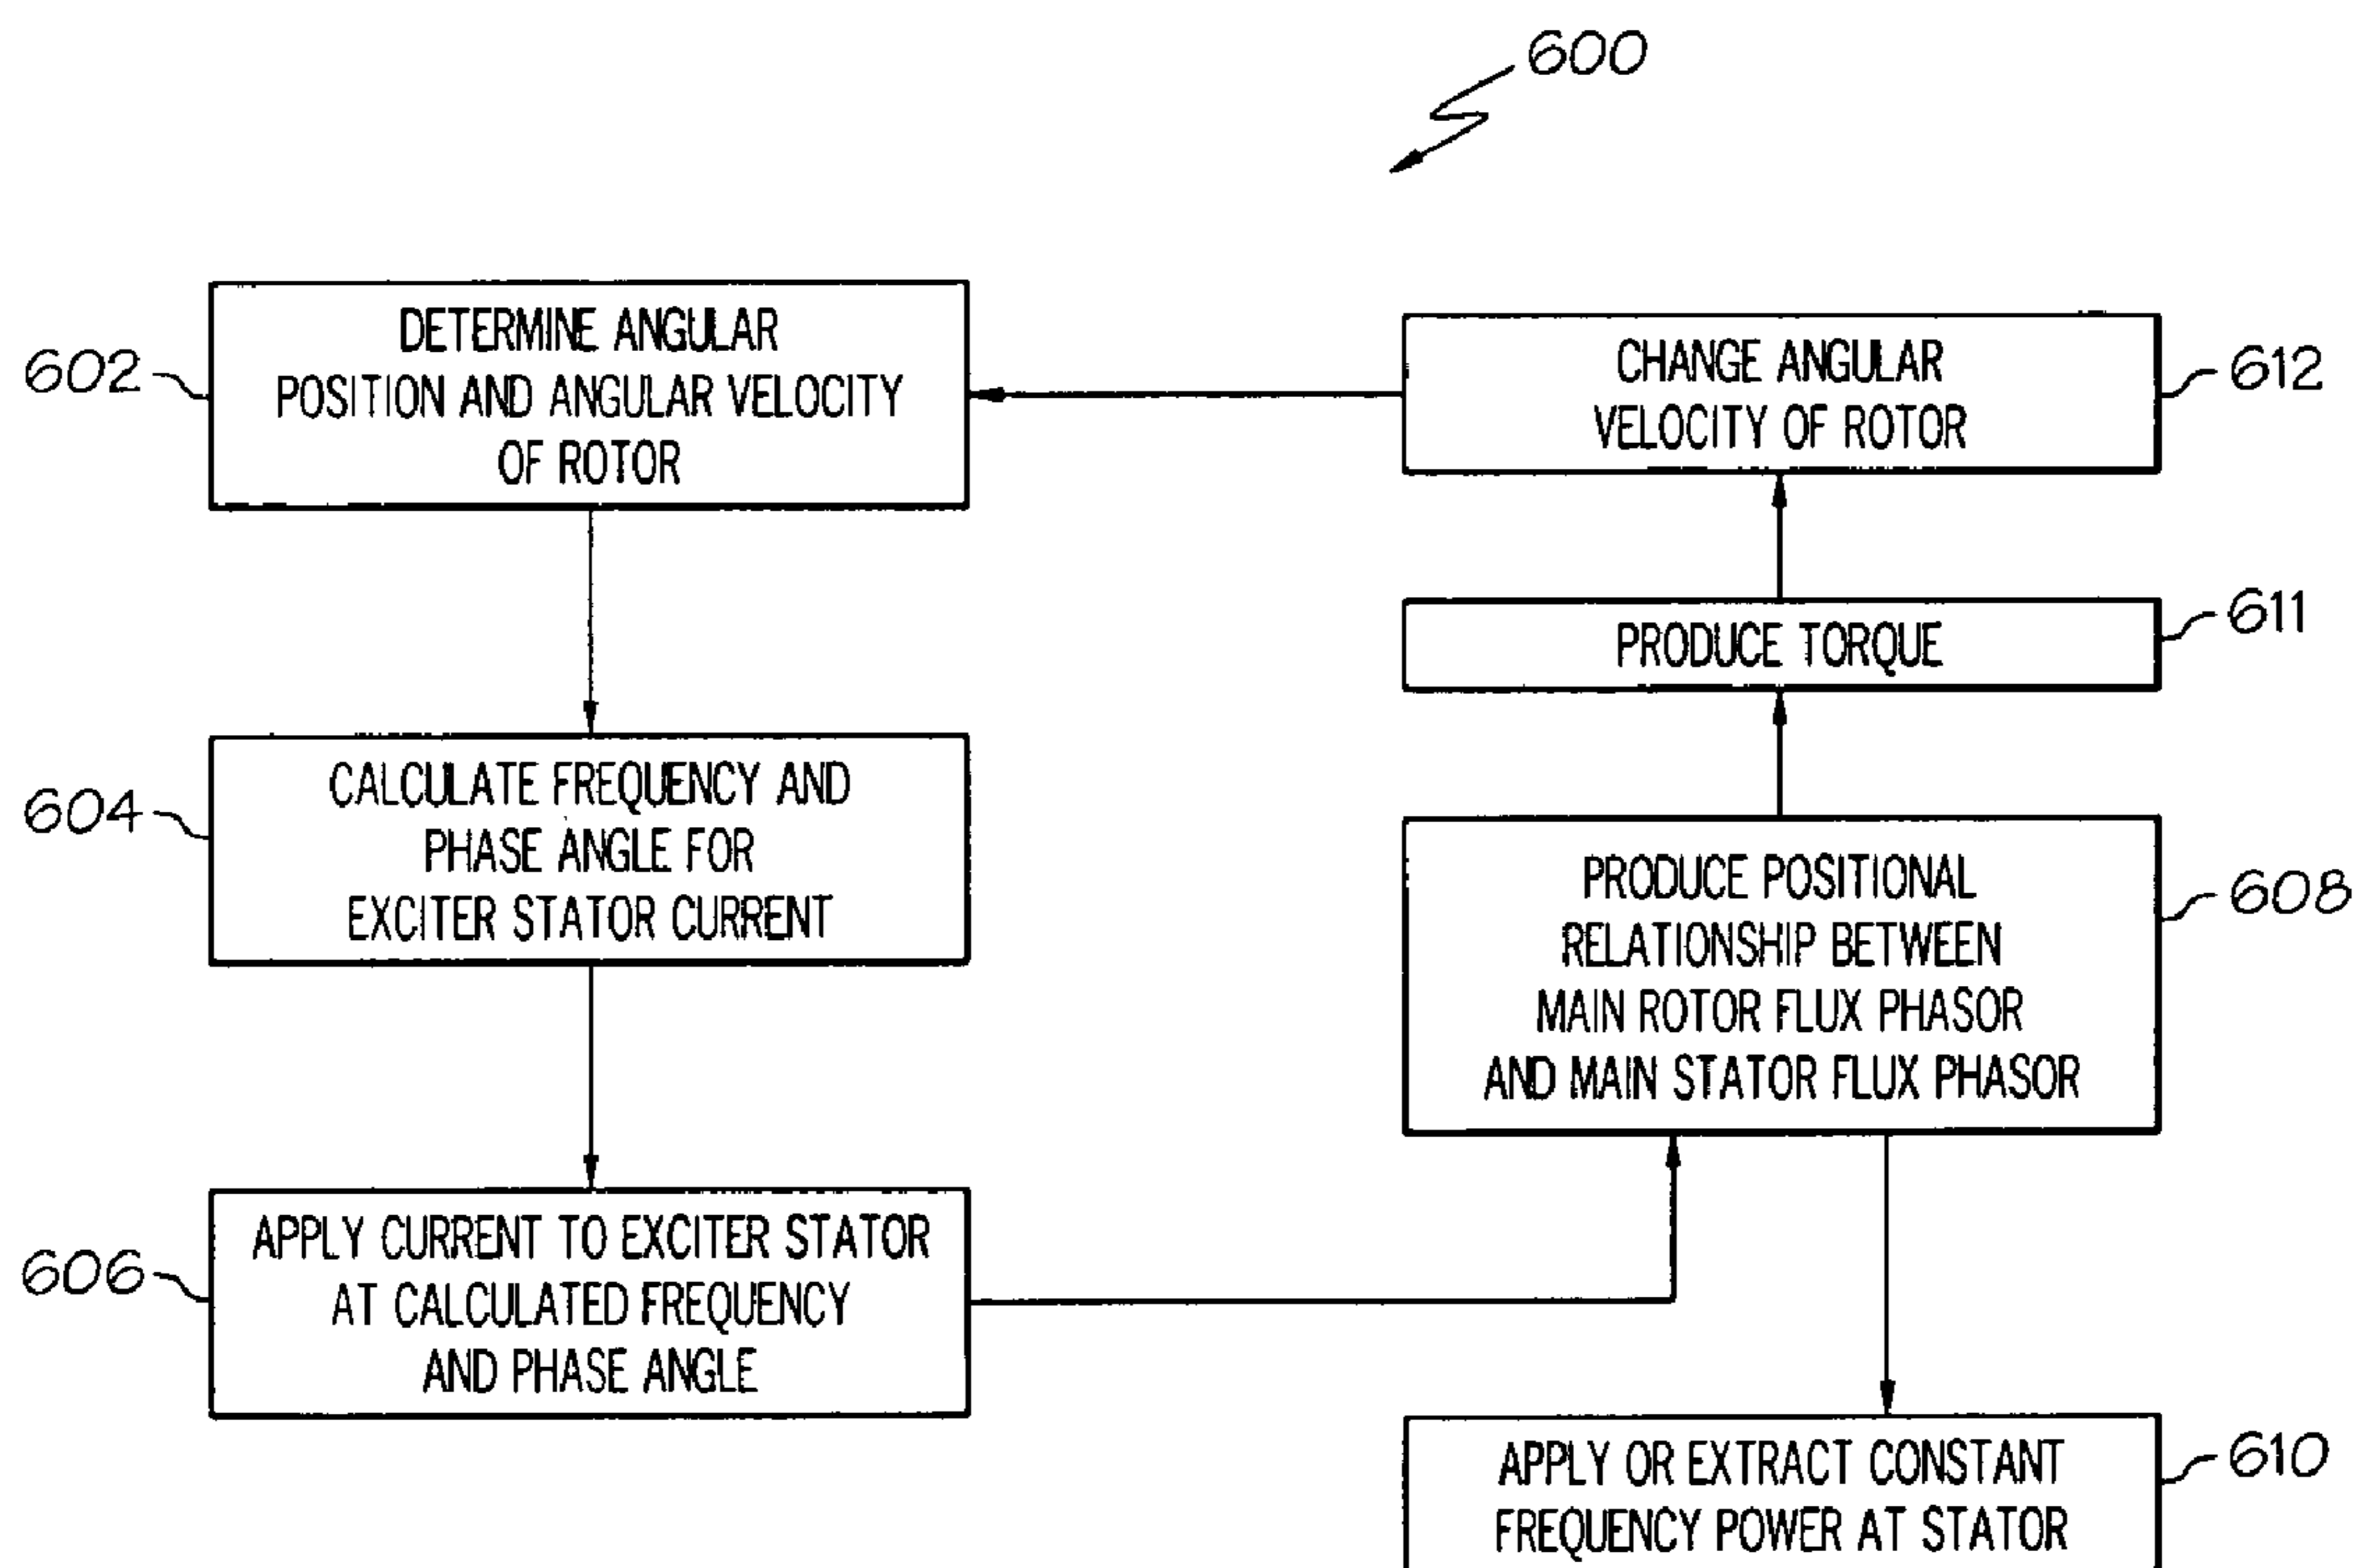 600
602
DETERMINE ANGULAR
POSITION AND ANGULAR VELOCITY
OF ROTOR
604
CALCULATE FREQUENCY AND
PHASE ANGLE FOR
EXCITER STATOR CURRENT
606
APPLY CURRENT TO EXCITER STATOR
AT CALCULATED FREQUENCY
AND PHASE ANGLE
CHANGE ANGULAR
VELOCITY OF ROTOR
612
PRODUCE TORQUE
611
PRODUCE POSITIONAL
RELATIONSHIP BETWEEN
MAIN ROTOR FLUX PHASOR
AND MAIN STATOR FLUX PHASOR
608
APPLY OR EXTRACT CONSTANT
FREQUENCY POWER AT STATOR
610